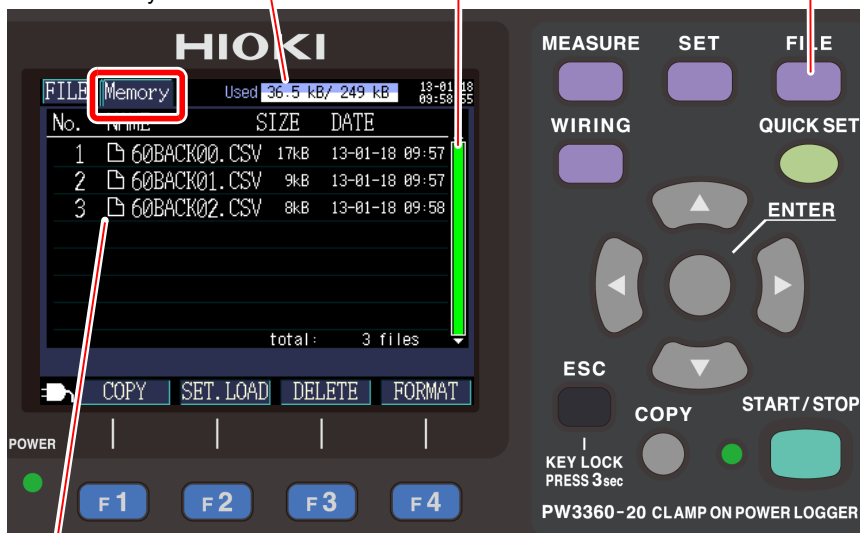 HIOKI
FILE Memory Used 36.5 kB/ 249 kB 13-01-18
09:58:55
No. NAME SIZE DATE
1 60BACK00.CSV 17kB 13-01-18 09:57
2 60BACK01.CSV 9kB 13-01-18 09:57
3 60BACK02.CSV 8kB 13-01-18 09:58
total: 3 files
COPY SET.LOAD DELETE FORMAT
POWER
F1 F2 F3 F4
MEASURE SET FILE
WIRING QUICK SET
ENTER
ESC
COPY START/STOP
KEY LOCK
PRESS 3sec
PW3360-20 CLAMP ON POWER LOGGER